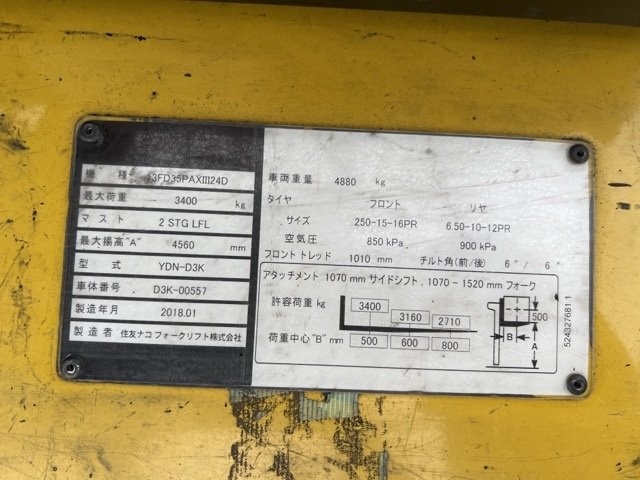 機 種 13FD35PAXIII24D
最大荷重 3400 kg
マスト 2 STG LFL
最大揚高"A" 4560 mm
型 式 YDN-D3K
車体番号 D3K-00557
製造年月 2018.01
製造者 住友ナコ フォークリフト株式会社
車両重量 4880 kg
タイヤ フロント リヤ
サイズ 250-15-16PR 6.50-10-12PR
空気圧 850 kPa 900 kPa
フロント トレッド 1010 mm チルト角(前/後) 6° 6°
アタッチメント 1070 mm サイドシフト, 1070 - 1520 mm フォーク
許容荷重 kg 3400 3160 2710
荷重中心"B" mm 500 600 800
500
B
A
5243276811